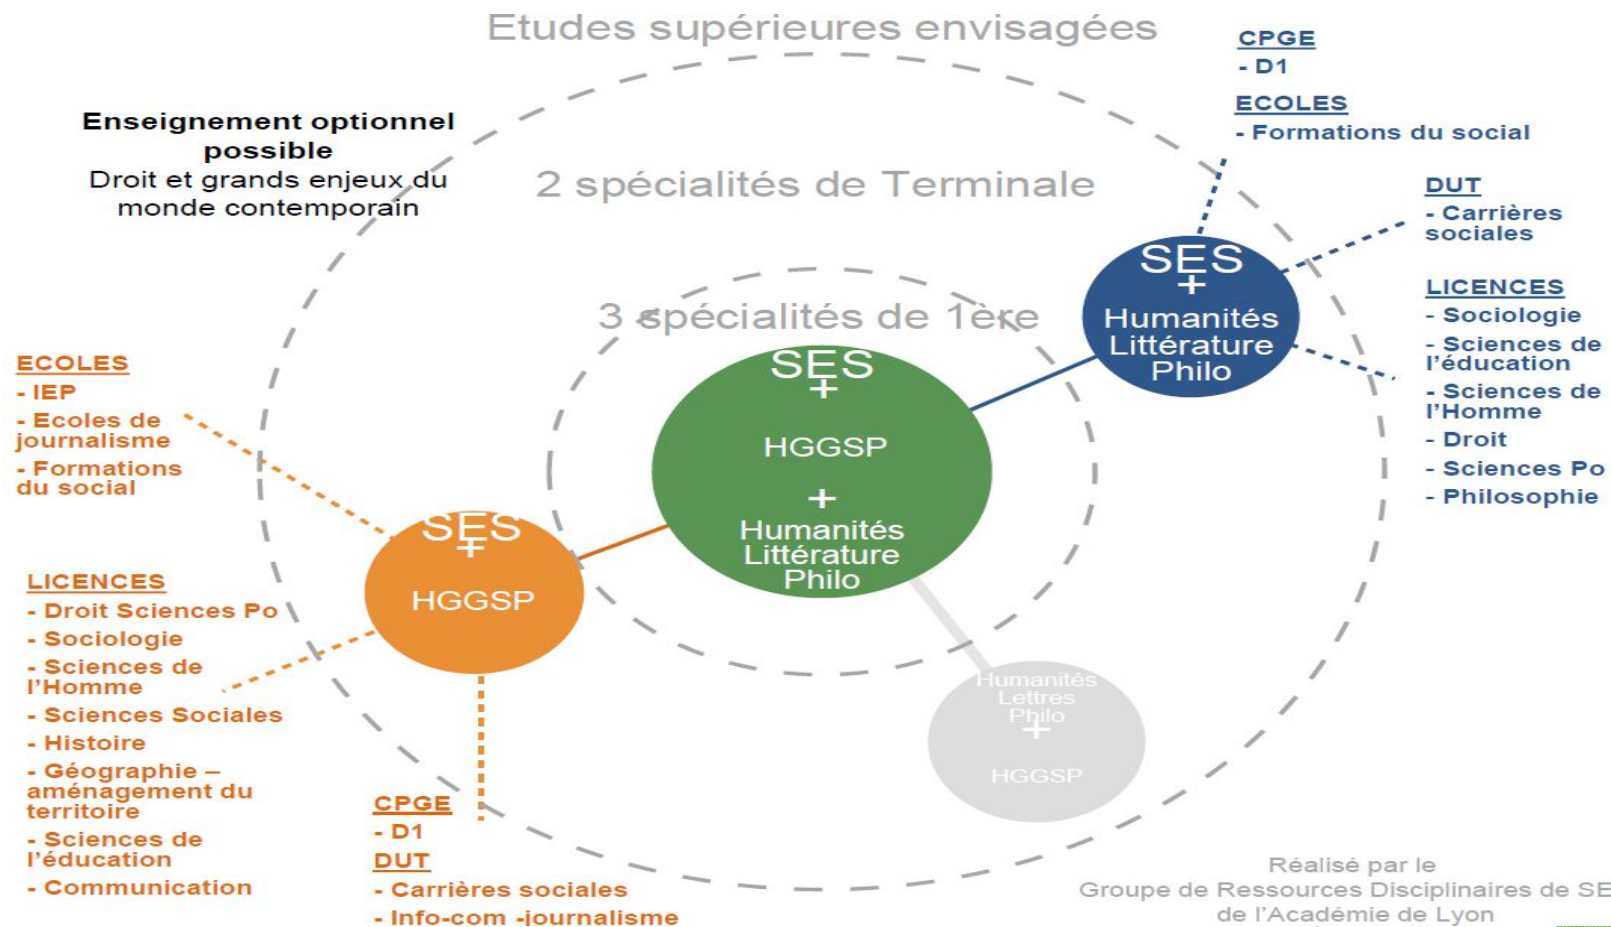 Etudes supérieures envisagées
Enseignement optionnel
possible
Droit et grands enjeux du
monde contemporain
2 spécialités de Terminale
3 spécialités de 1ère
CPGE
- D1
ECOLES
- Formations du social
DUT
- Carrières
sociales
LICENCES
- Sociologie
- Sciences de
l'éducation
- Sciences de
l'Homme
- Droit
- Sciences Po
- Philosophie
SES
+
Humanités
Littérature
Philo
SES
+
HGGSP
+
Humanités
Littérature
Philo
ECOLES
- IEP
- Ecoles de
journalisme
- Formations
du social
SES
+
HGGSP
LICENCES
- Droit Sciences Po
- Sociologie
- Sciences de
l'Homme
- Sciences Sociales
- Histoire
- Géographie –
aménagement du
territoire
- Sciences de
l'éducation
- Communication
CPGE
- D1
DUT
- Carrières sociales
- Info-com -journalisme
Humanités
Lettres
Philo
+
HGGSP
Réalisé par le
Groupe de Ressources Disciplinaires de SE
de l'Académie de Lyon